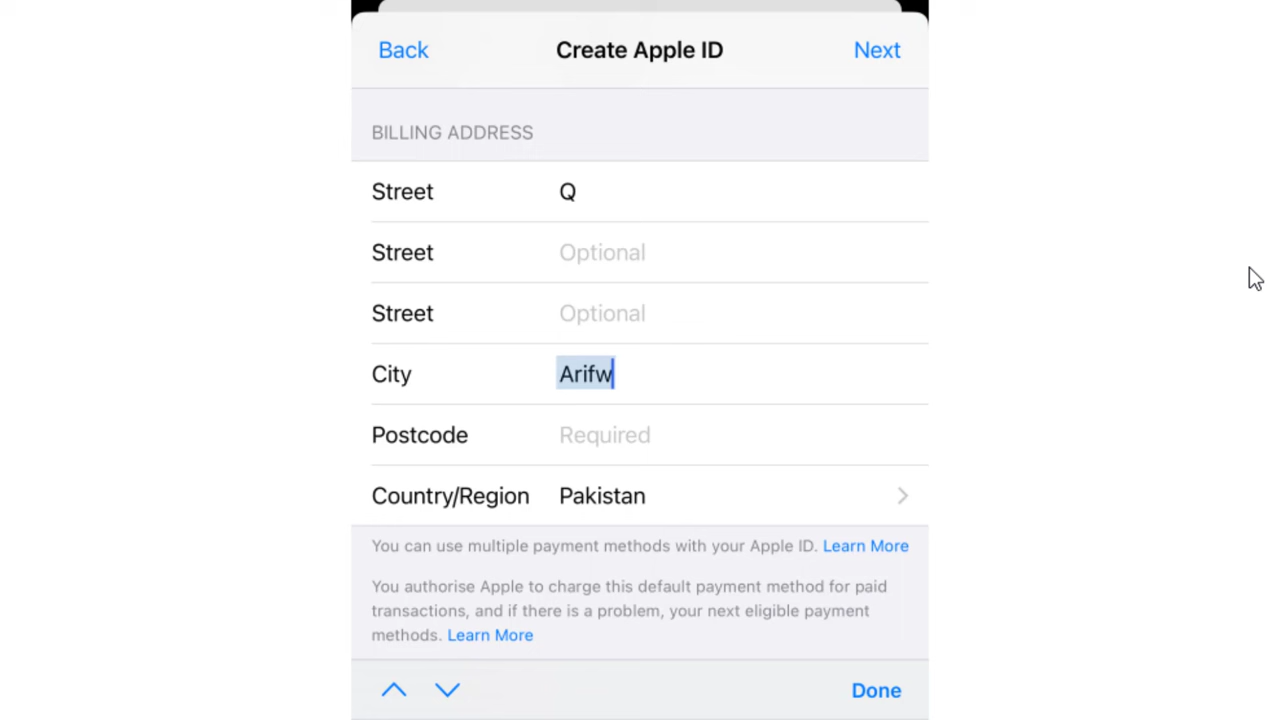 Back Create Apple ID Next
BILLING ADDRESS
Street Q
Street Optional
Street Optional
City Arifw
Postcode Required
Country/Region Pakistan
You can use multiple payment methods with your Apple ID. Learn More
You authorise Apple to charge this default payment method for paid
transactions, and if there is a problem, your next eligible payment
methods. Learn More
Done